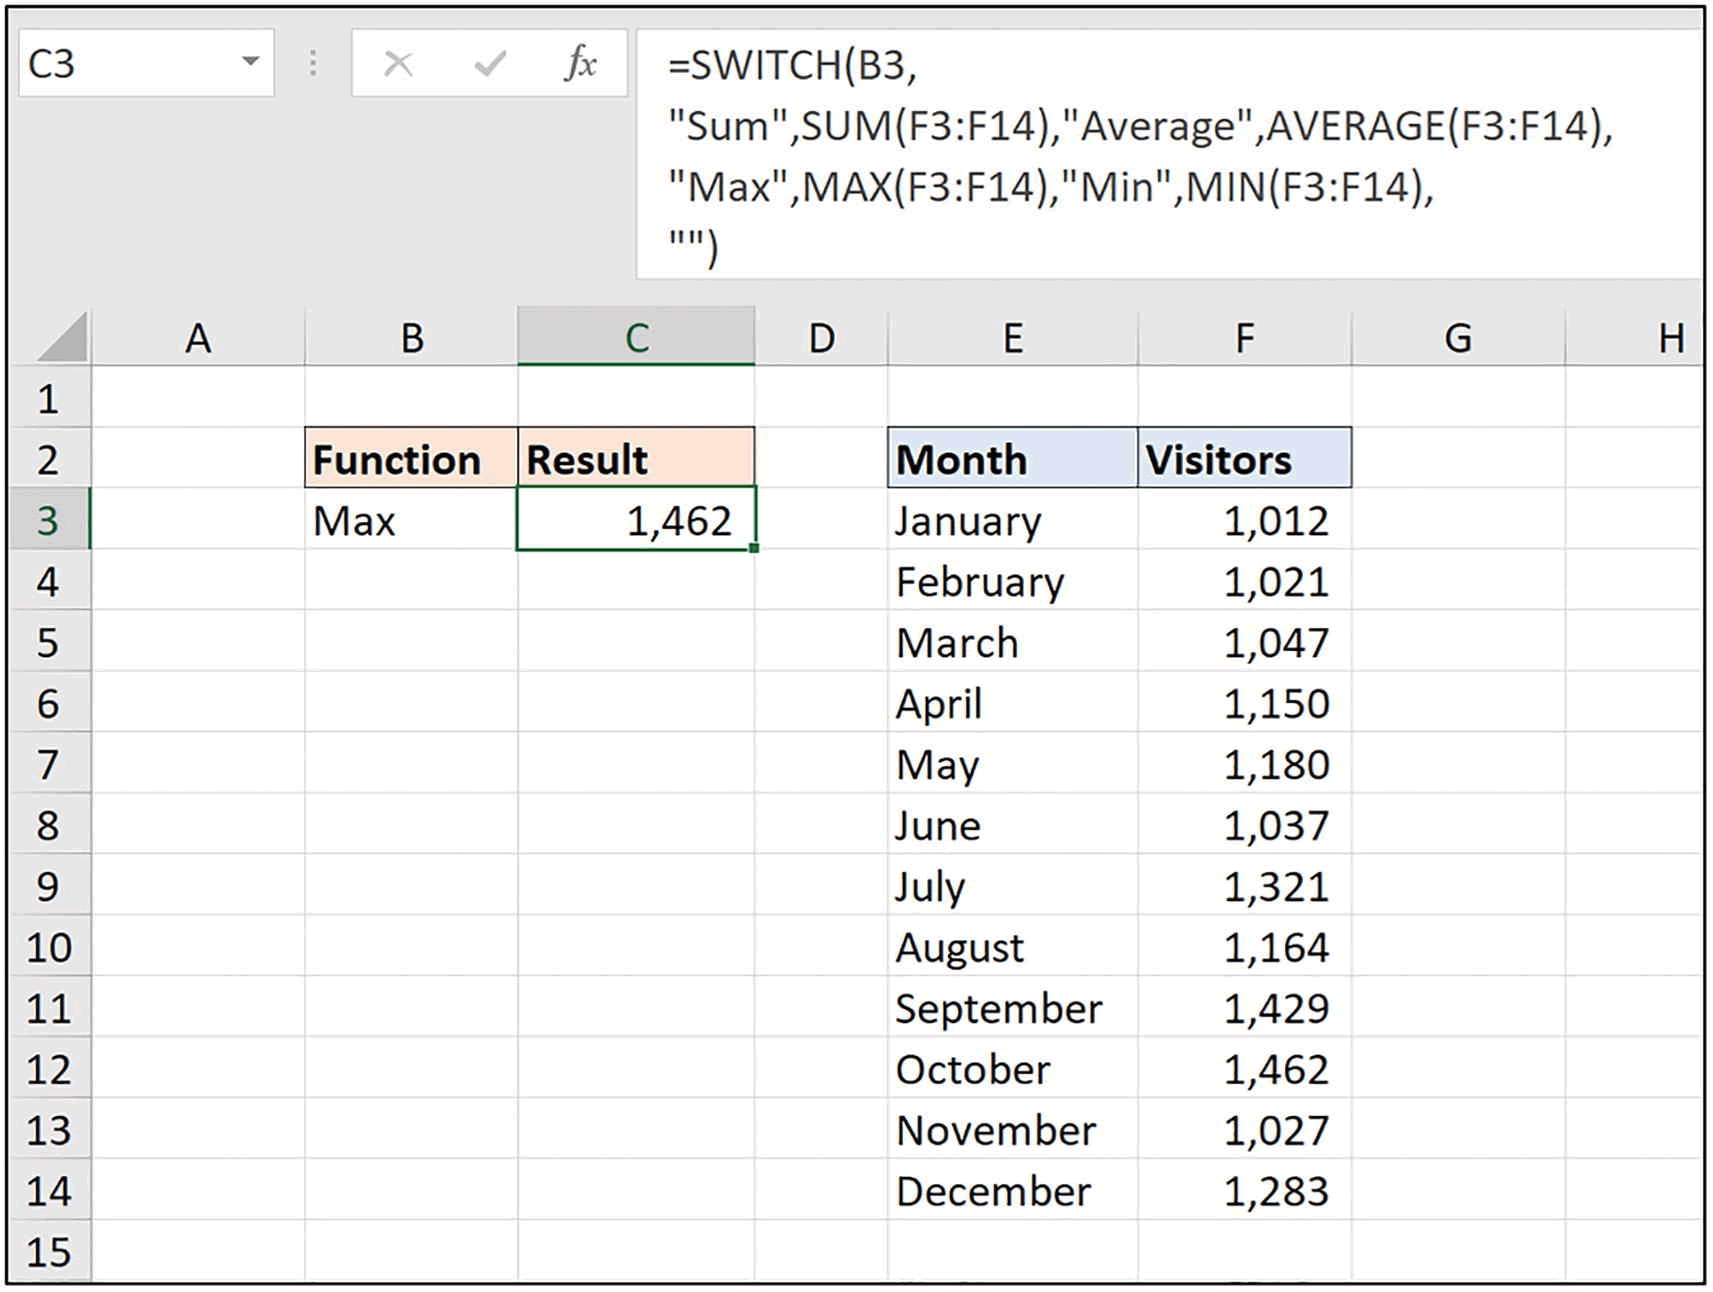 C3 fx =SWITCH(B3,
"Sum",SUM(F3:F14),"Average",AVERAGE(F3:F14),
"Max",MAX(F3:F14),"Min",MIN(F3:F14),
"")
A B C D E F G H
1
2 Function Result Month Visitors
3 Max 1,462 January 1,012
4 February 1,021
5 March 1,047
6 April 1,150
7 May 1,180
8 June 1,037
9 July 1,321
10 August 1,164
11 September 1,429
12 October 1,462
13 November 1,027
14 December 1,283
15